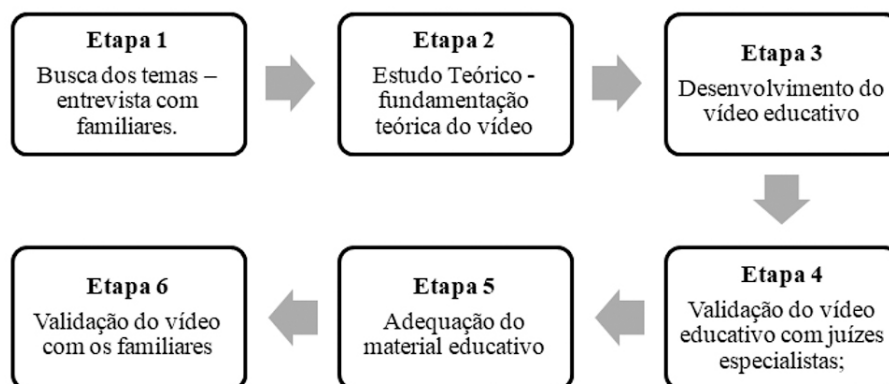 Etapa 1
Busca dos temas –
entrevista com
familiares.
Etapa 2
Estudo Teórico -
fundamentação
teórica do vídeo
Etapa 3
Desenvolvimento do
vídeo educativo
Etapa 4
Validação do vídeo
educativo com juízes
especialistas;
Etapa 5
Adequação do
material educativo
Etapa 6
Validação do vídeo
com os familiares